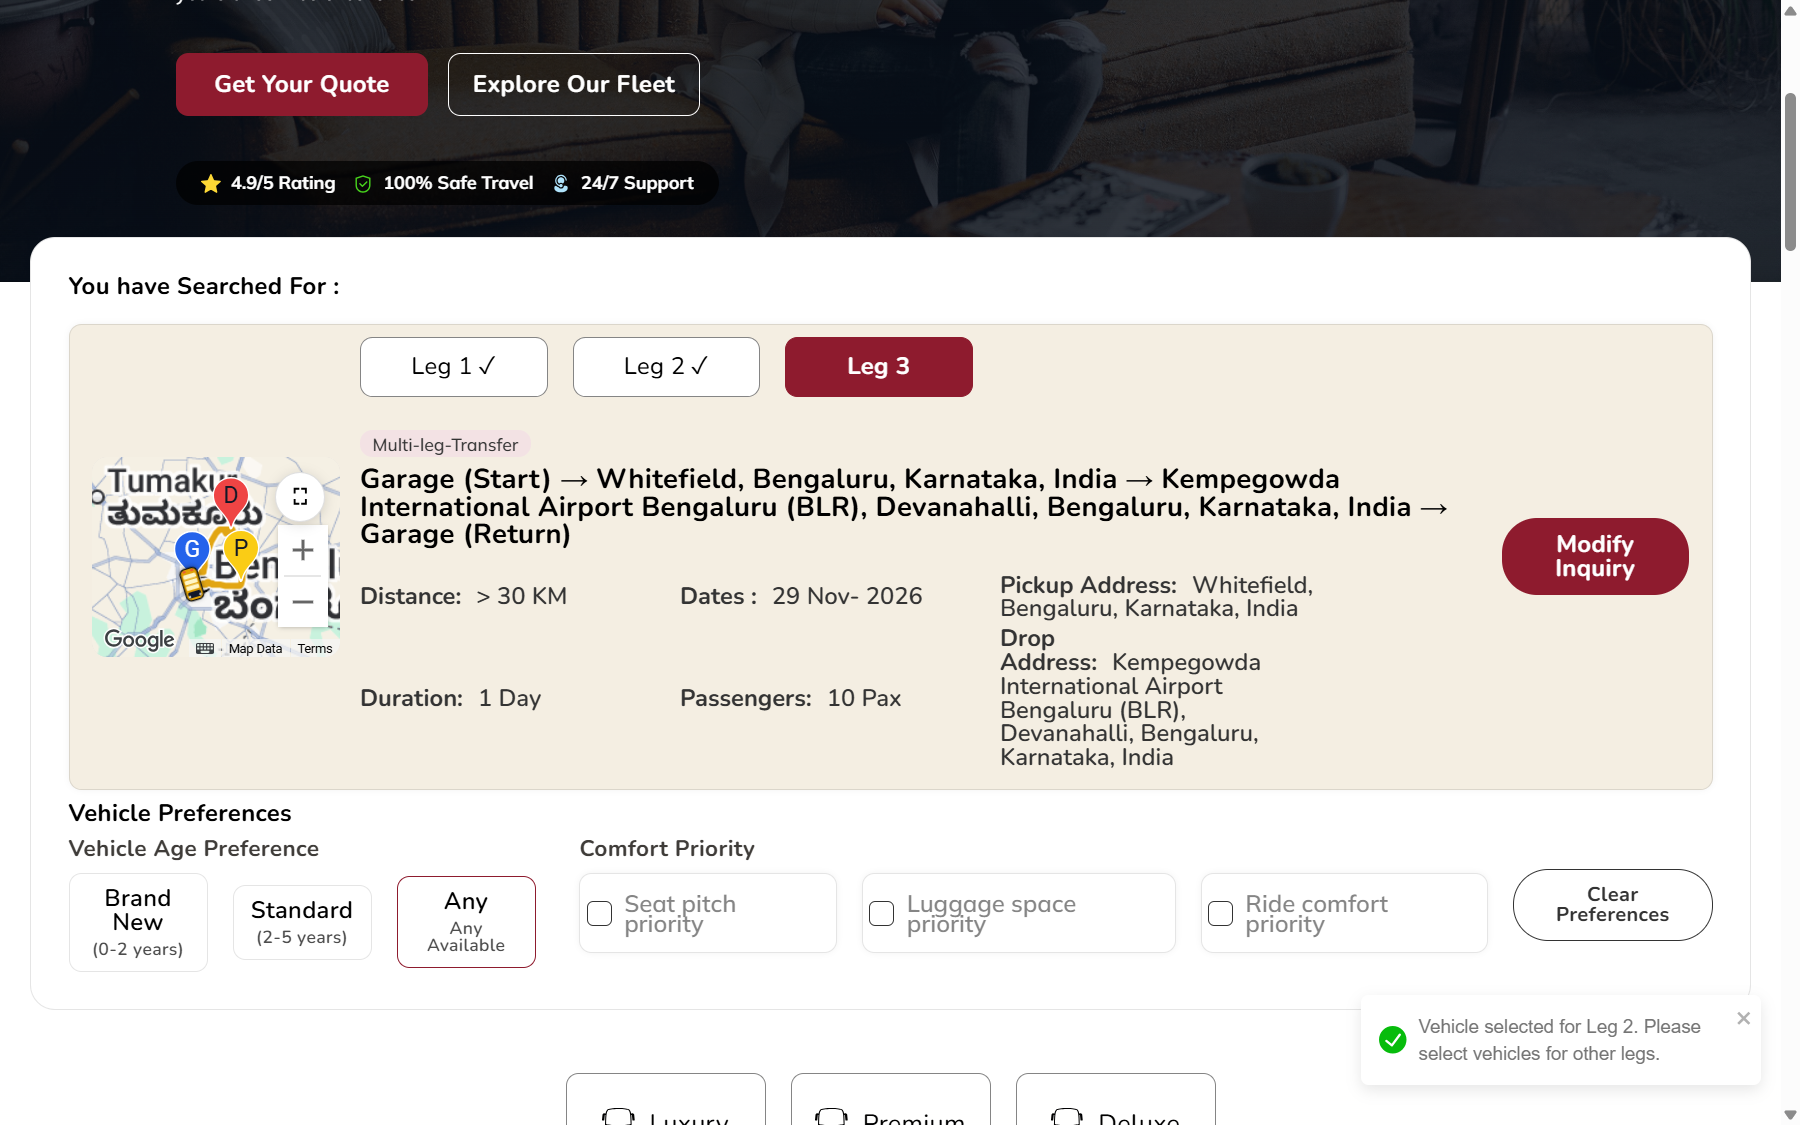 Get Your Quote
Explore Our Fleet
4.9/5 Rating
100% Safe Travel
24/7 Support
You have Searched For :
Leg 1 ✓
Leg 2 ✓
Leg 3
Multi-leg-Transfer
Garage (Start) → Whitefield, Bengaluru, Karnataka, India → Kempegowda
International Airport Bengaluru (BLR), Devanahalli, Bengaluru, Karnataka, India →
Garage (Return)
Tumaku
D
G
P
Google
Map Data
Terms
Distance: > 30 KM
Dates : 29 Nov- 2026
Pickup Address: Whitefield,
Bengaluru, Karnataka, India
Drop
Address: Kempegowda
International Airport
Bengaluru (BLR),
Devanahalli, Bengaluru,
Karnataka, India
Duration: 1 Day
Passengers: 10 Pax
Modify
Inquiry
Vehicle Preferences
Vehicle Age Preference
Brand
New
(0-2 years)
Standard
(2-5 years)
Any
Any
Available
Comfort Priority
Seat pitch
priority
Luggage space
priority
Ride comfort
priority
Clear
Preferences
Vehicle selected for Leg 2. Please
select vehicles for other legs.
Luxury
Premium
Deluxe